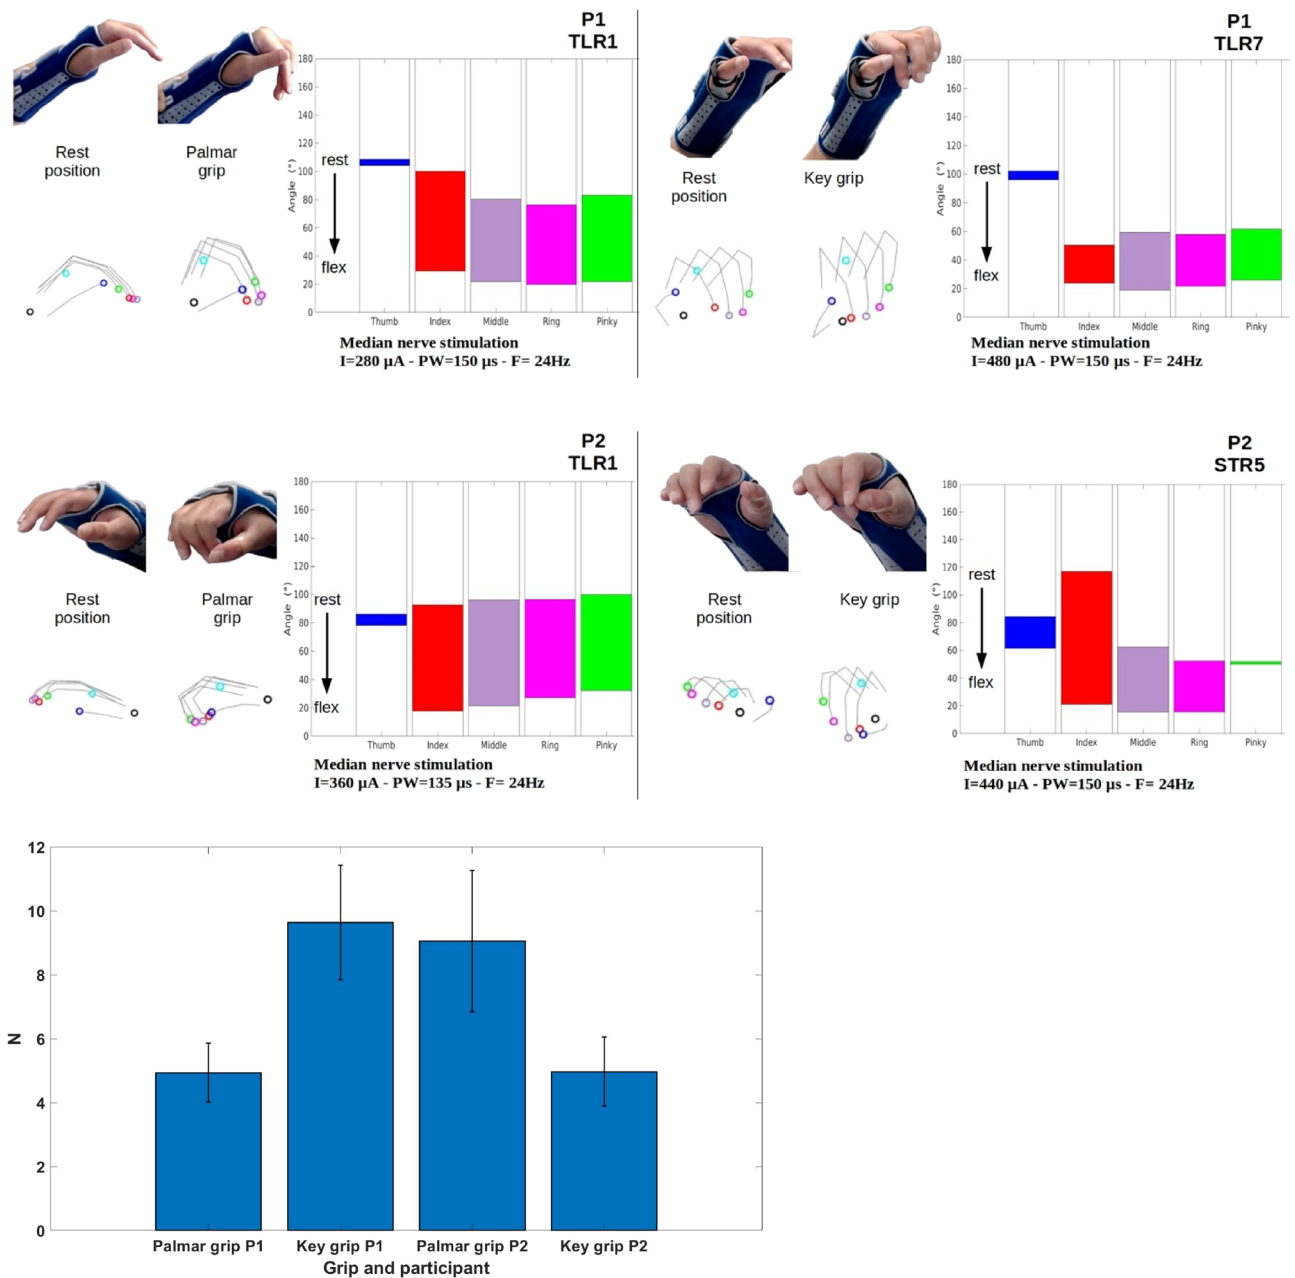 P1
TLR1
Rest
position
Palmar
grip
180
160
140
120
100
80
60
40
20
0
Angle (°)
rest
flex
Thumb Index Middle Ring Pinky
Median nerve stimulation
I=280 µA - PW=150 µs - F= 24Hz
P1
TLR7
Rest
position
Key grip
180
160
140
120
100
80
60
40
20
0
Angle (°)
rest
flex
Thumb Index Middle Ring Pinky
Median nerve stimulation
I=480 µA - PW=150 µs - F= 24Hz
P2
TLR1
Rest
position
Palmar
grip
180
160
140
120
100
80
60
40
20
0
Angle (°)
rest
flex
Thumb Index Middle Ring Pinky
Median nerve stimulation
I=360 µA - PW=135 µs - F= 24Hz
P2
STR5
Rest
position
Key grip
180
160
140
120
100
80
60
40
20
0
Angle (°)
rest
flex
Thumb Index Middle Ring Pinky
Median nerve stimulation
I=440 µA - PW=150 µs - F= 24Hz
12
10
8
6
4
2
0
N
Palmar grip P1 Key grip P1 Palmar grip P2 Key grip P2
Grip and participant